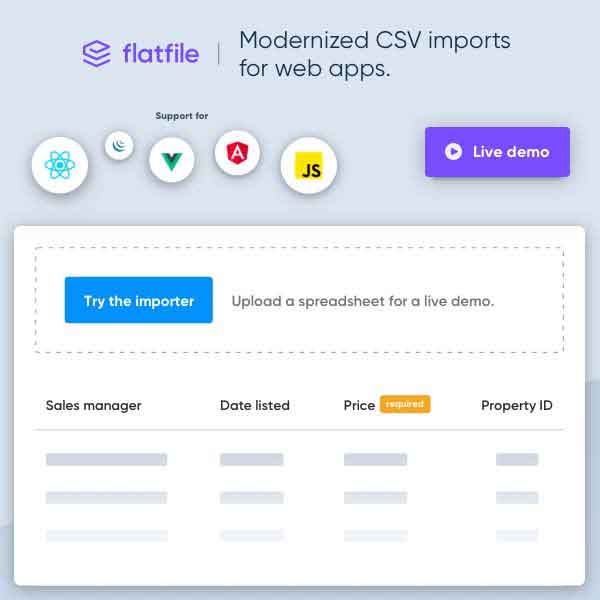 flatfile
Modernized CSV imports
for web apps.
Support for
JS
Live demo
Try the importer
Upload a spreadsheet for a live demo.
Sales manager
Date listed
Price required
Property ID